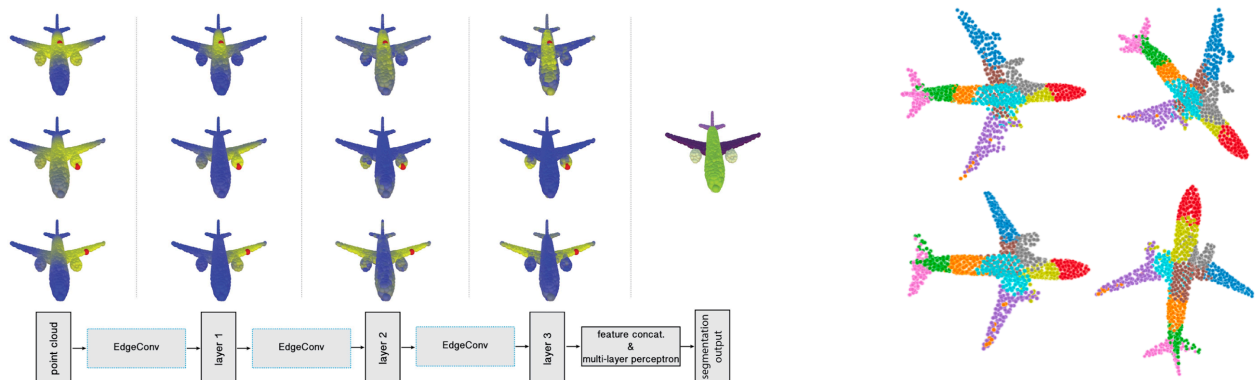 point cloud
EdgeConv
layer 1
EdgeConv
layer 2
EdgeConv
layer 3
feature concat.
&
multi-layer perceptron
segmentation
output